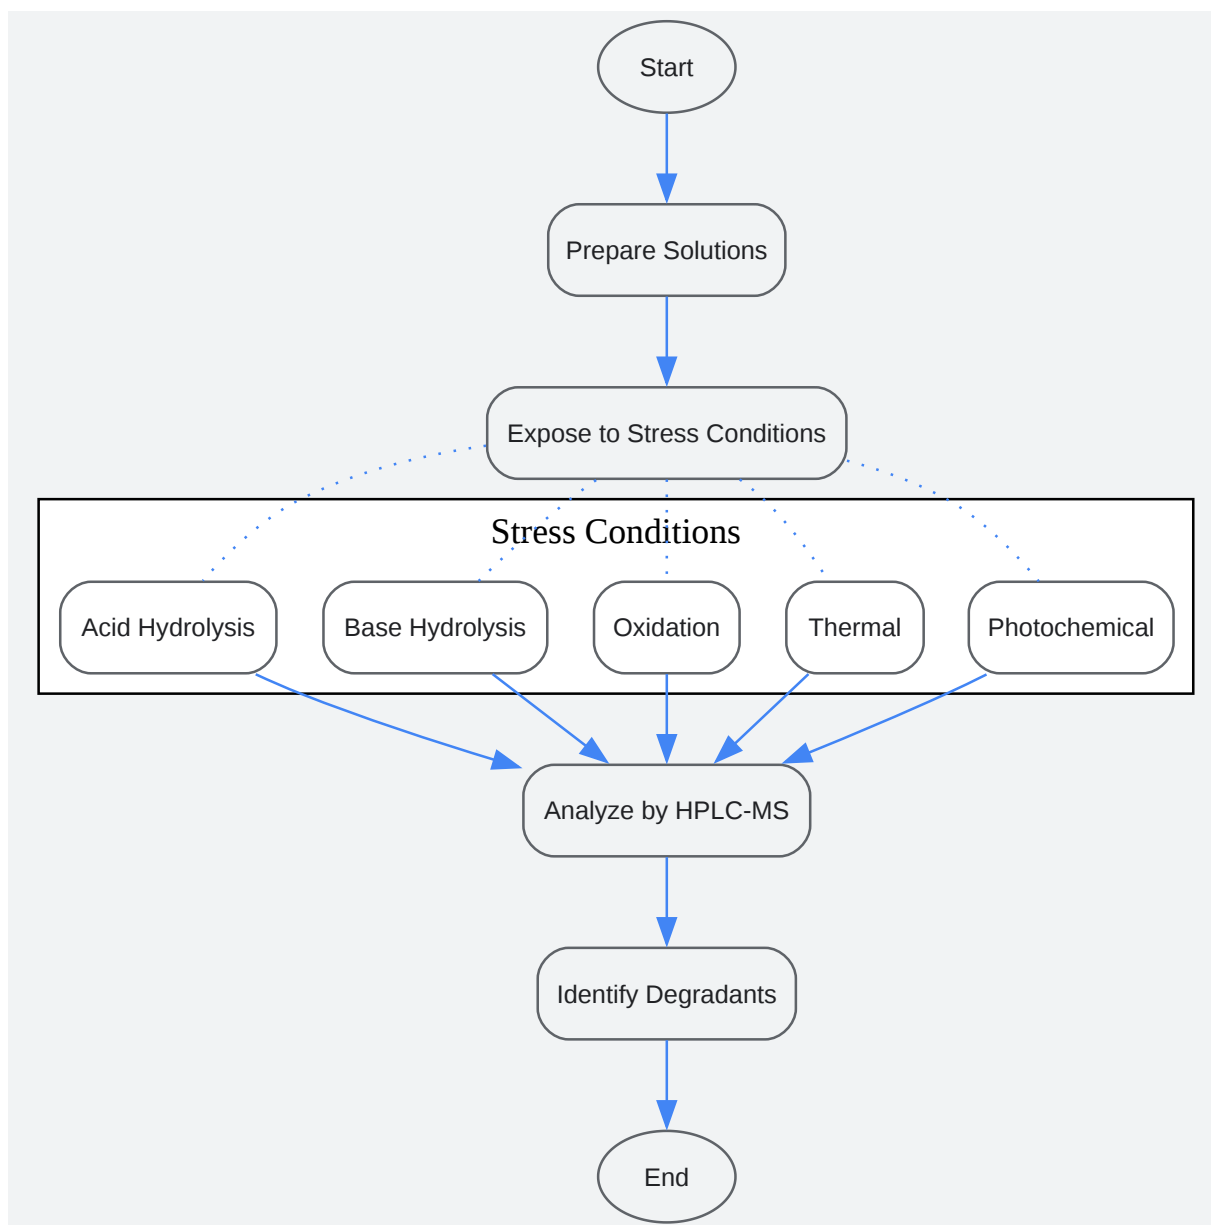 Start
Prepare Solutions
Expose to Stress Conditions
Stress Conditions
Acid Hydrolysis
Base Hydrolysis
Oxidation
Thermal
Photochemical
Analyze by HPLC-MS
Identify Degradants
End